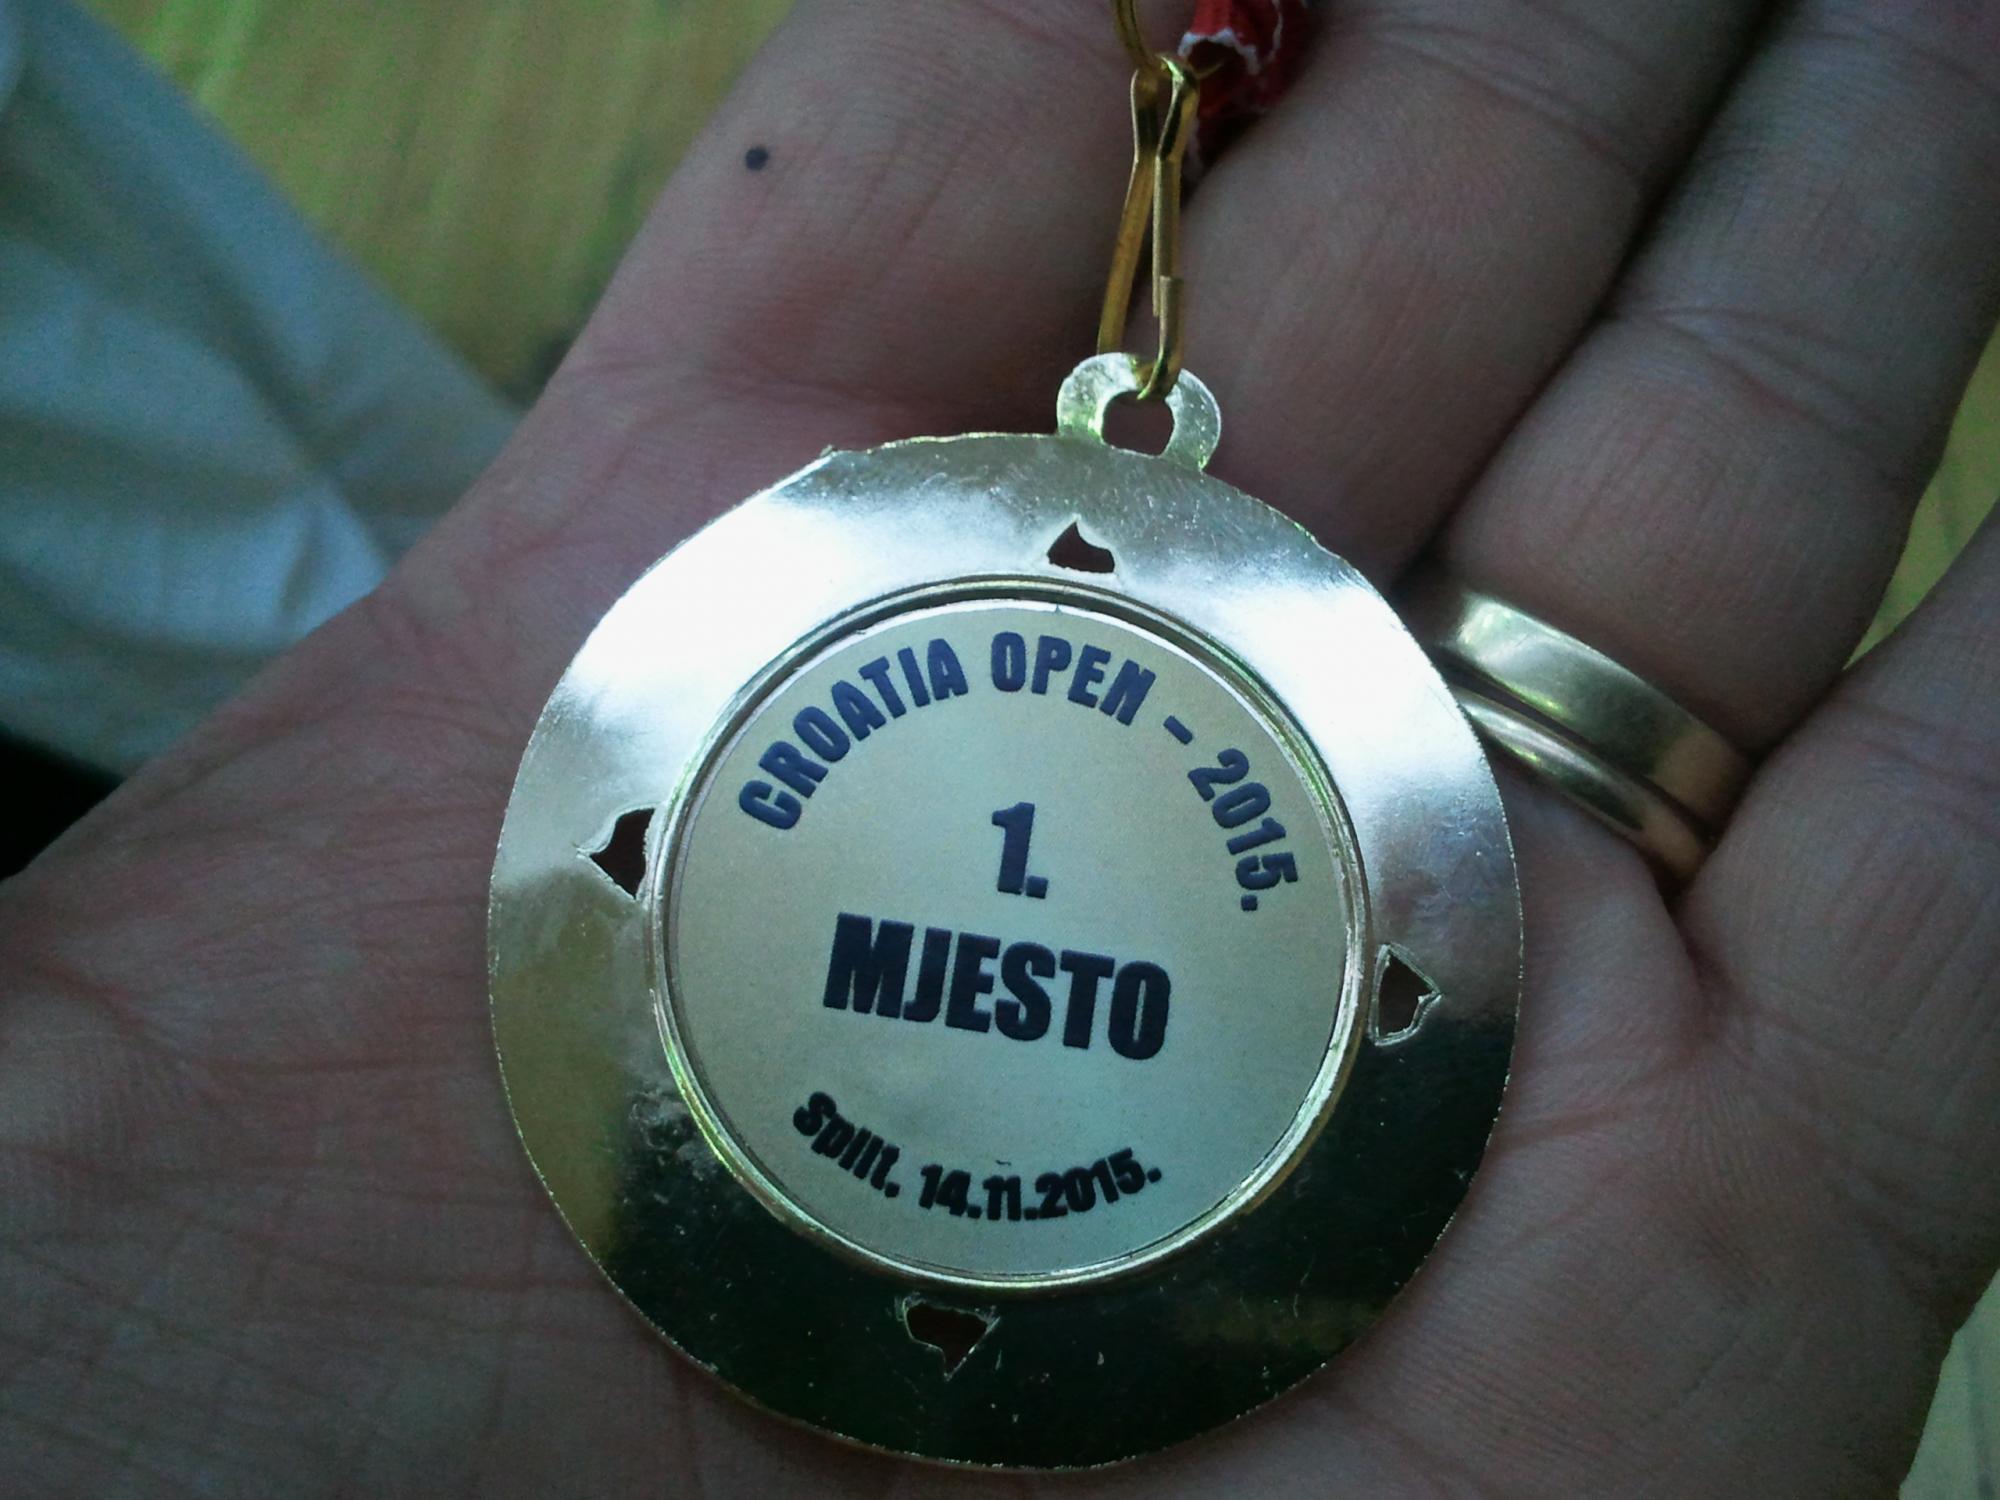 CROATIA OPEN - 2015.
1.
MJESTO
Split. 14.11.2015.